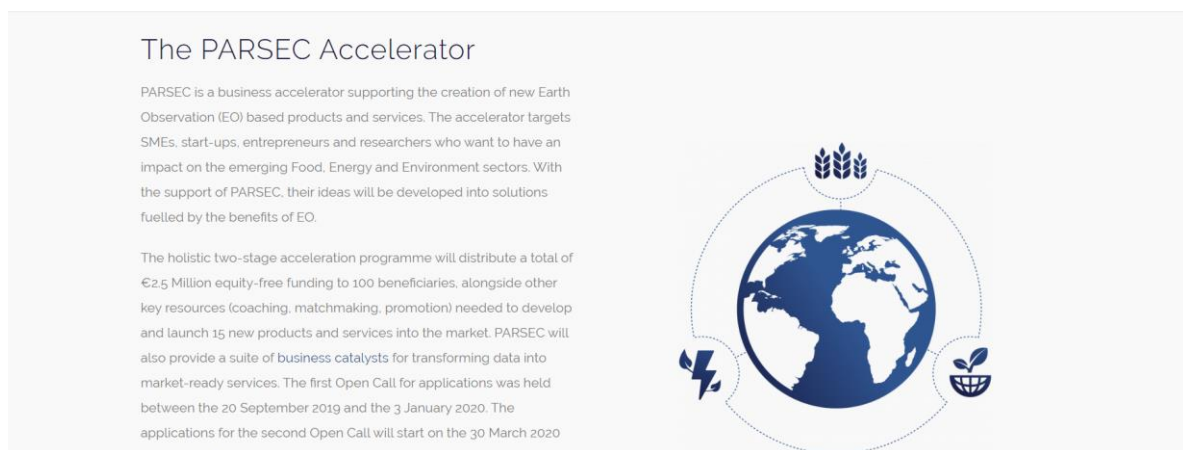 The PARSEC Accelerator
PARSEC is a business accelerator supporting the creation of new Earth
Observation (EO) based products and services. The accelerator targets
SMEs, start-ups, entrepreneurs and researchers who want to have an
impact on the emerging Food, Energy and Environment sectors. With
the support of PARSEC, their ideas will be developed into solutions
fuelled by the benefits of EO.
The holistic two-stage acceleration programme will distribute a total of
€2.5 Million equity-free funding to 100 beneficiaries, alongside other
key resources (coaching, matchmaking, promotion) needed to develop
and launch 15 new products and services into the market. PARSEC will
also provide a suite of business catalysts for transforming data into
market-ready services. The first Open Call for applications was held
between the 20 September 2019 and the 3 January 2020. The
applications for the second Open Call will start on the 30 March 2020